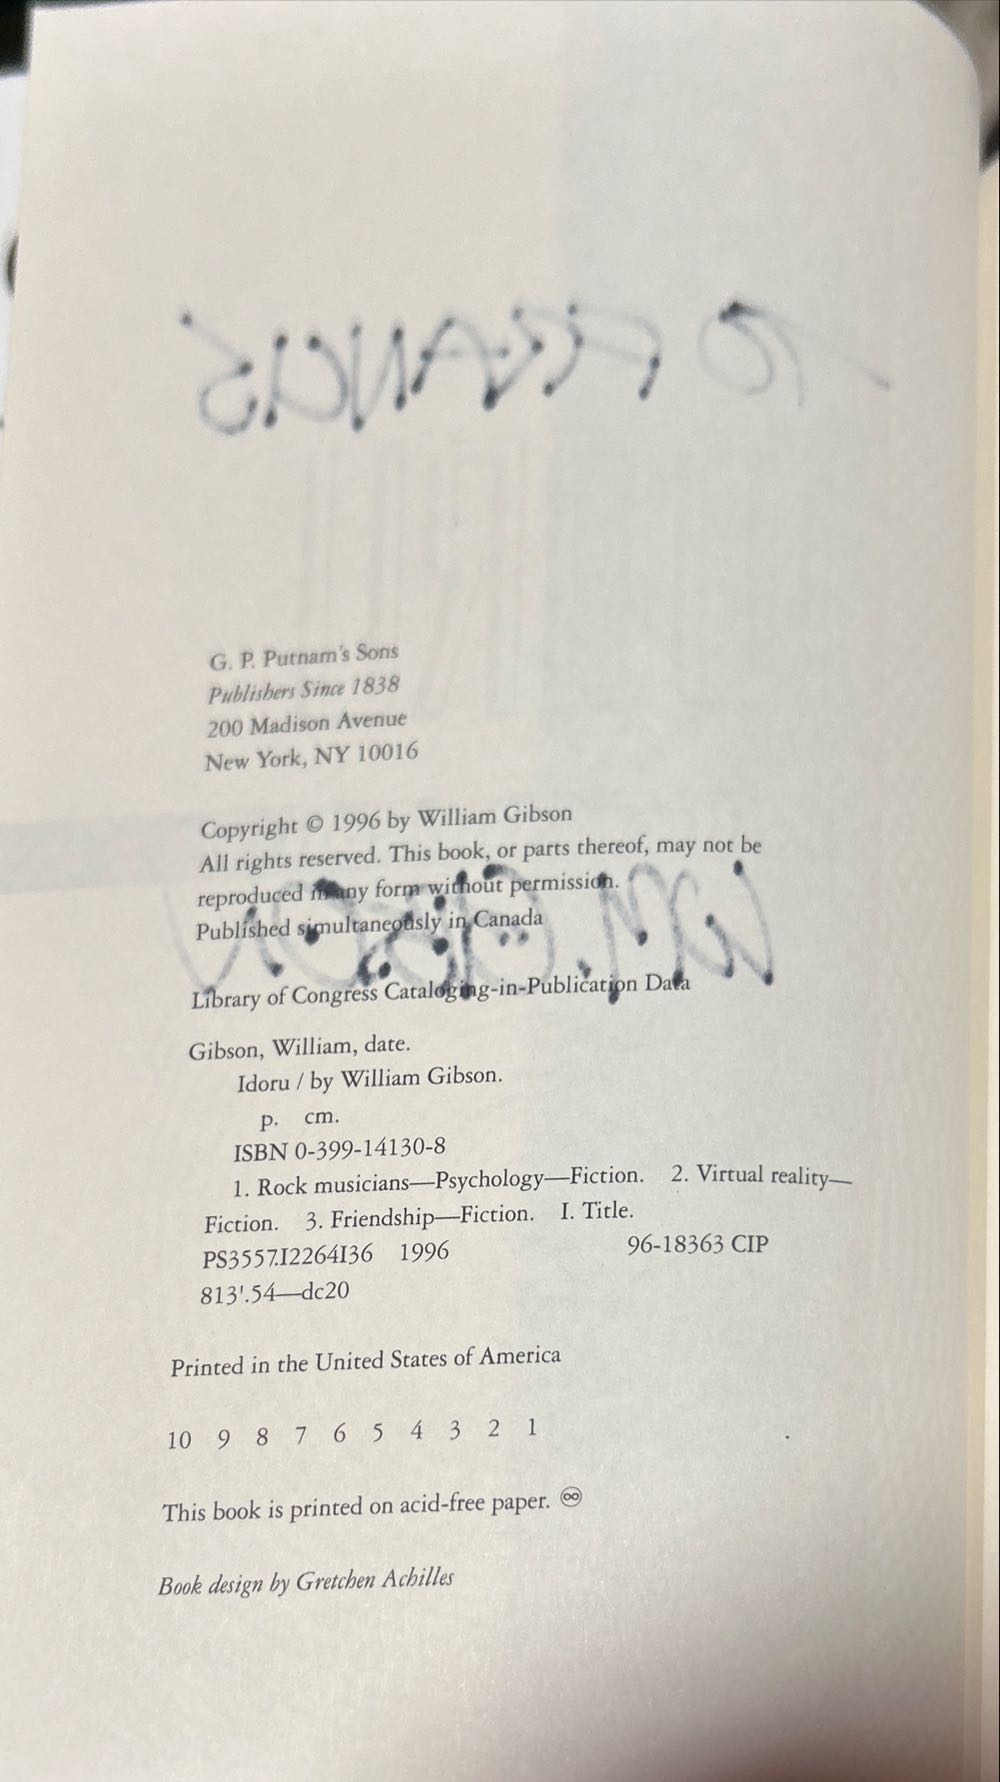 TO FRANCIS
G. P. Putnam's Sons
Publishers Since 1838
200 Madison Avenue
New York, NY 10016
Copyright © 1996 by William Gibson
All rights reserved. This book, or parts thereof, may not be
reproduced in any form without permission.
Published simultaneously in Canada
WM. GIBSON
Library of Congress Cataloging-in-Publication Data
Gibson, William, date.
Idoru / by William Gibson.
p. cm.
ISBN 0-399-14130-8
1. Rock musicians—Psychology—Fiction. 2. Virtual reality—
Fiction. 3. Friendship—Fiction. I. Title.
PS3557.I2264I36 1996 96-18363 CIP
813'.54—dc20
Printed in the United States of America
10 9 8 7 6 5 4 3 2 1
This book is printed on acid-free paper. ♾
Book design by Gretchen Achilles